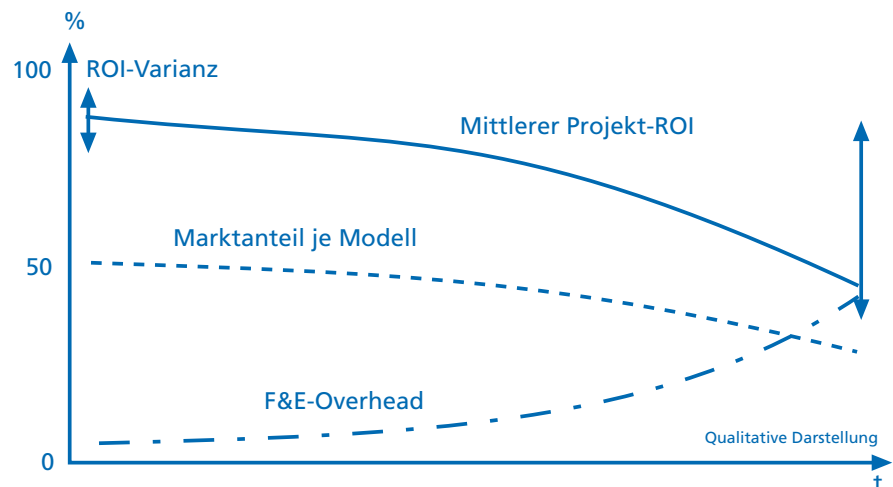 %
100
ROI-Varianz
Mittlerer Projekt-ROI
Marktanteil je Modell
50
F&E-Overhead
Qualitative Darstellung
0
t